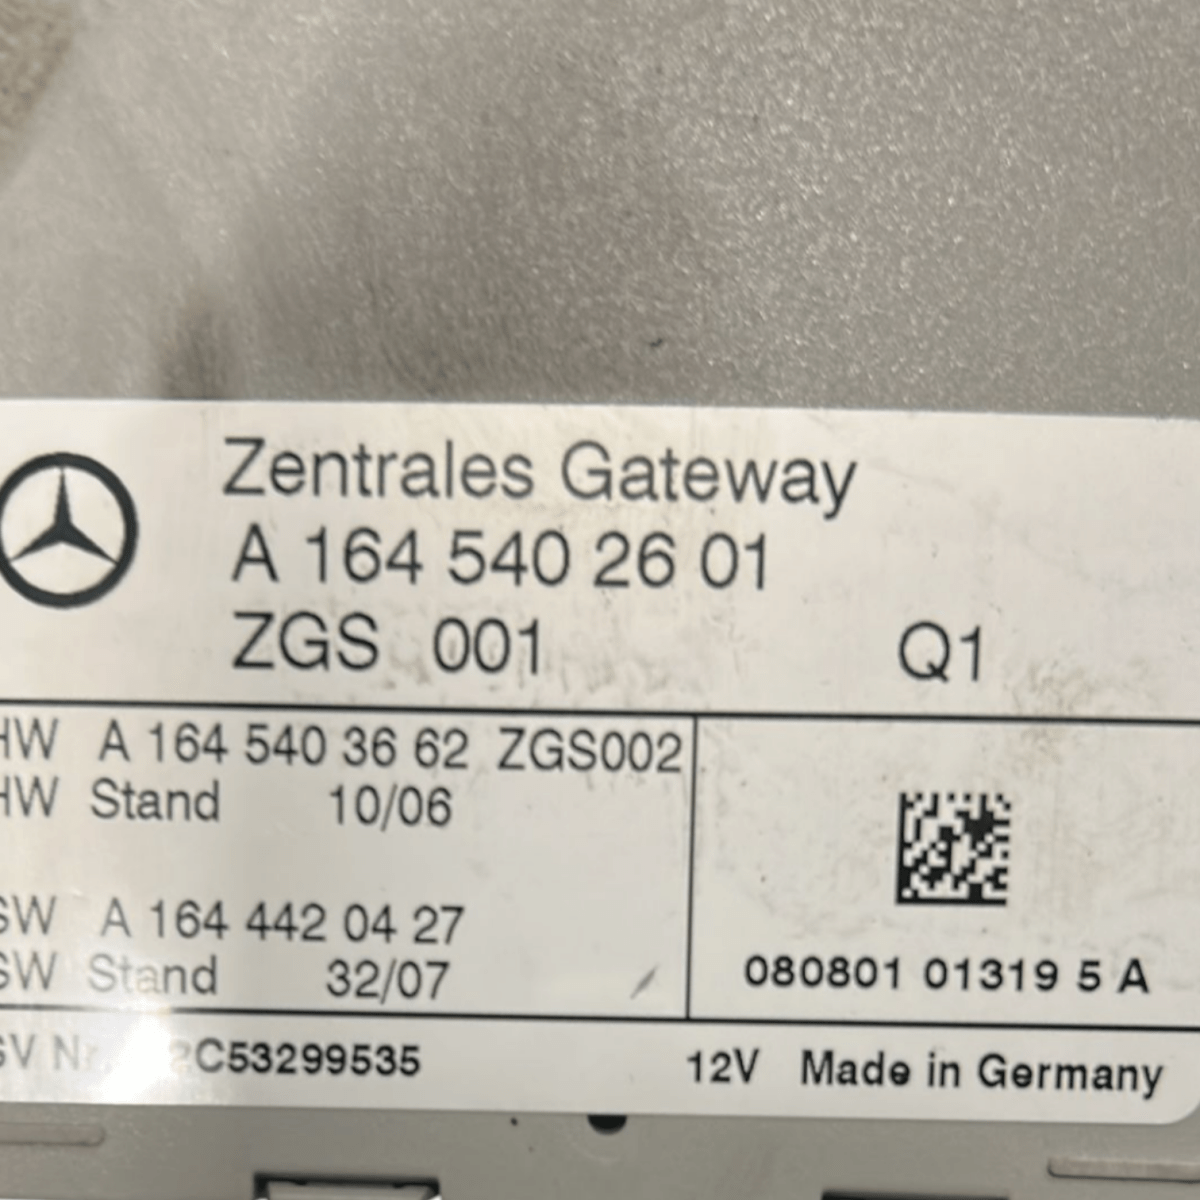 Zentrales Gateway
A 164 540 26 01
ZGS 001 Q1
HW A 164 540 36 62 ZGS002
HW Stand 10/06
SW A 164 442 04 27
SW Stand 32/07
080801 01319 5 A
2C53299535
12V Made in Germany